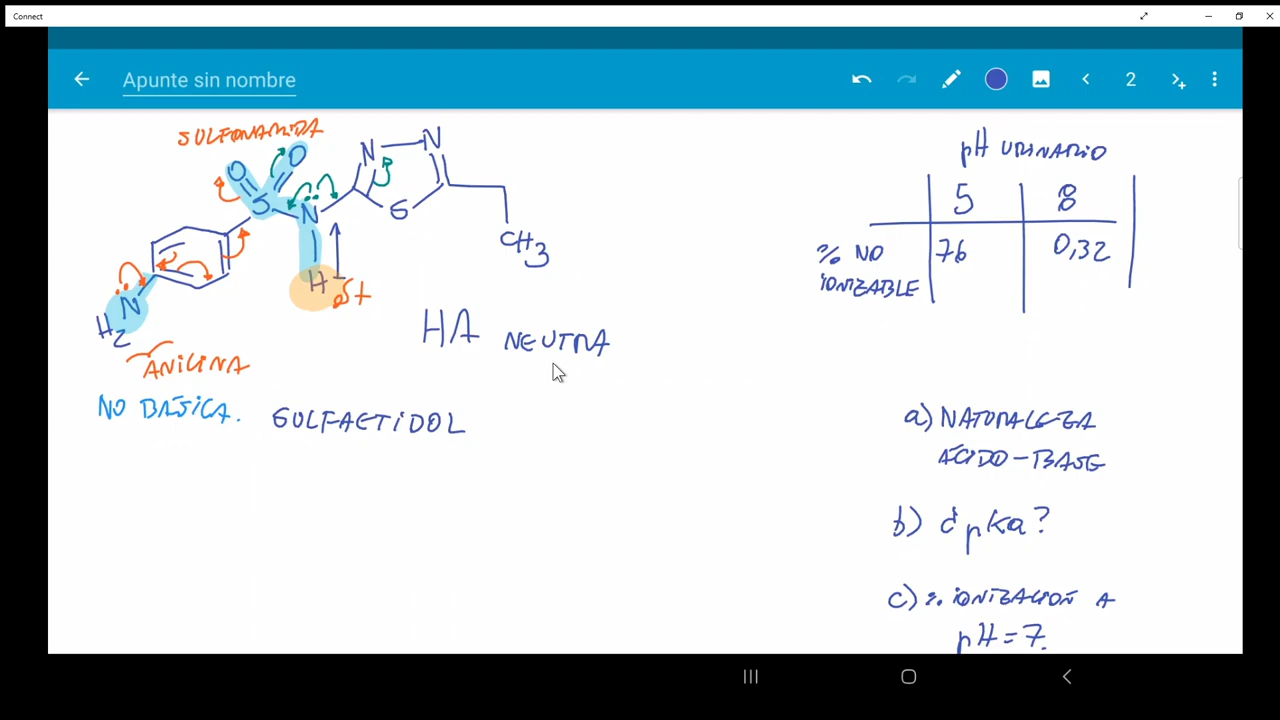 Connect
Apunte sin nombre
2
SULFONAMIDA
O
O
N
N
S
N
S
H
δ+
CH3
N
H2
HA NEUTRA
ANILINA
NO BÁSICA.
SULFAETIDOL
pH URINARIO
5 8
% NO IONIZABLE 76 0,32
a) NATURALEZA
ÁCIDO-BASE
b) ¿pKa?
c) % IONIZACIÓN A
pH = 7.